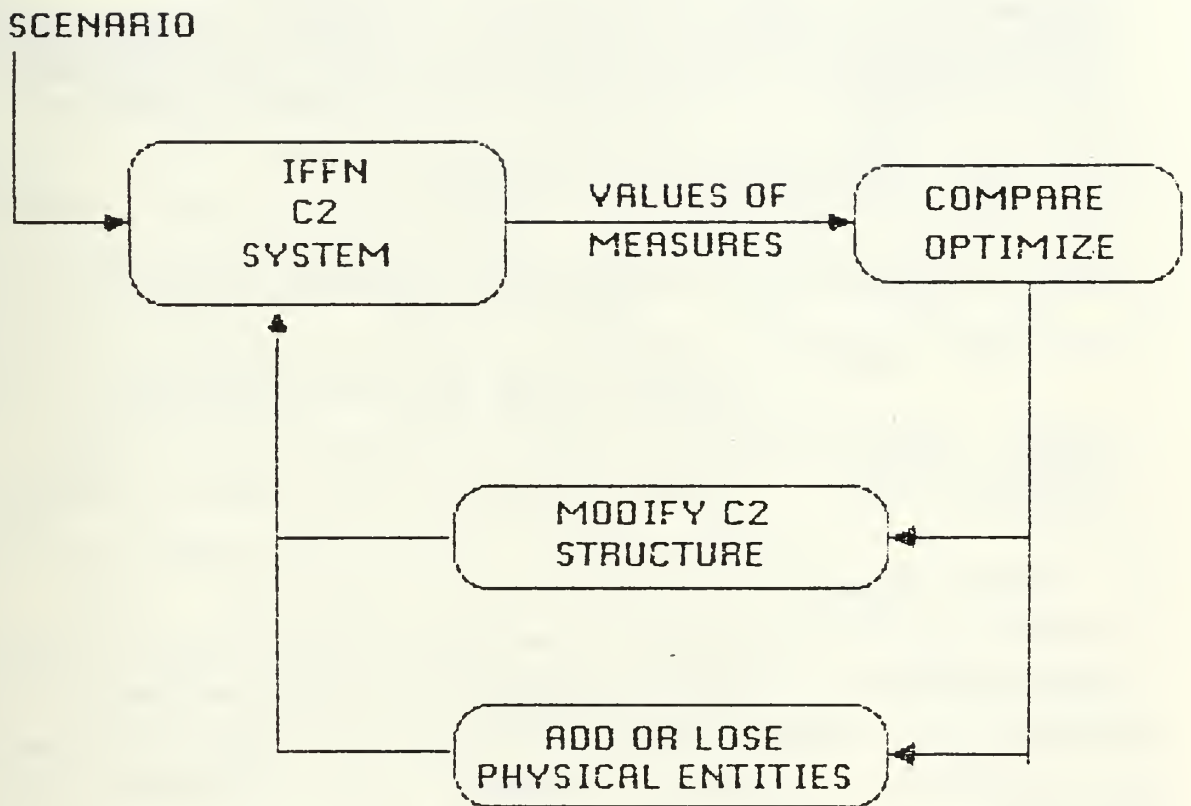 SCENARIO
IFFN
C2
SYSTEM
VALUES OF
MEASURES
COMPARE
OPTIMIZE
MODIFY C2
STRUCTURE
ADD OR LOSE
PHYSICAL ENTITIES